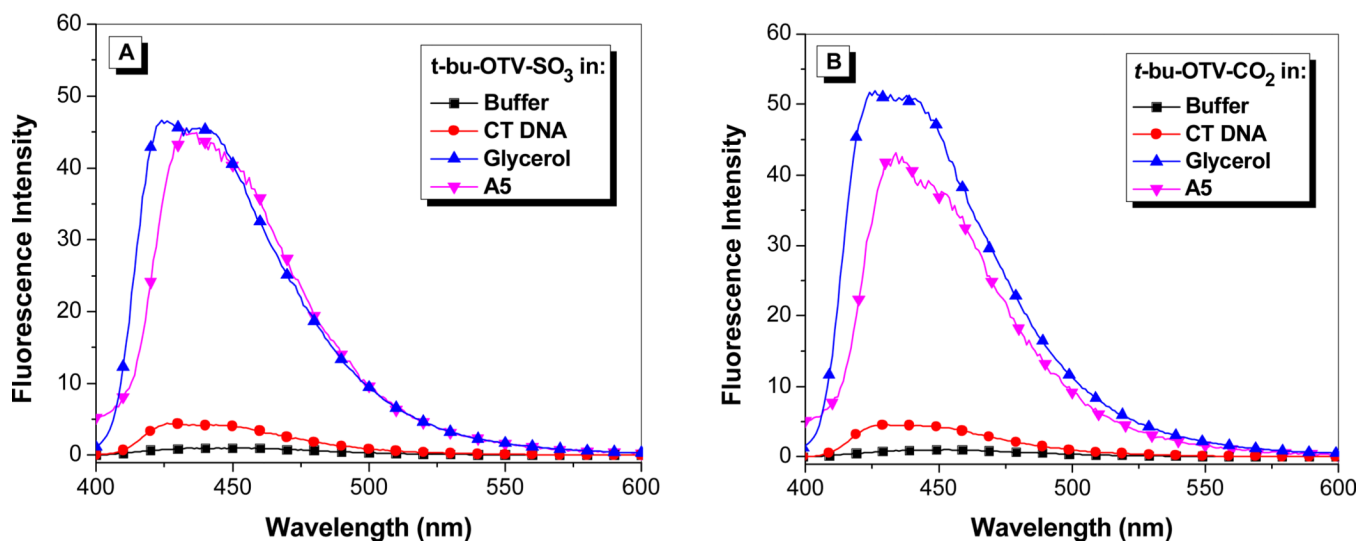 A
t-bu-OTV-SO3 in:
Buffer
CT DNA
Glycerol
A5
60
50
40
30
20
10
0
Fluorescence Intensity
400 450 500 550 600
Wavelength (nm)
B
t-bu-OTV-CO2 in:
Buffer
CT DNA
Glycerol
A5
60
50
40
30
20
10
0
Fluorescence Intensity
400 450 500 550 600
Wavelength (nm)